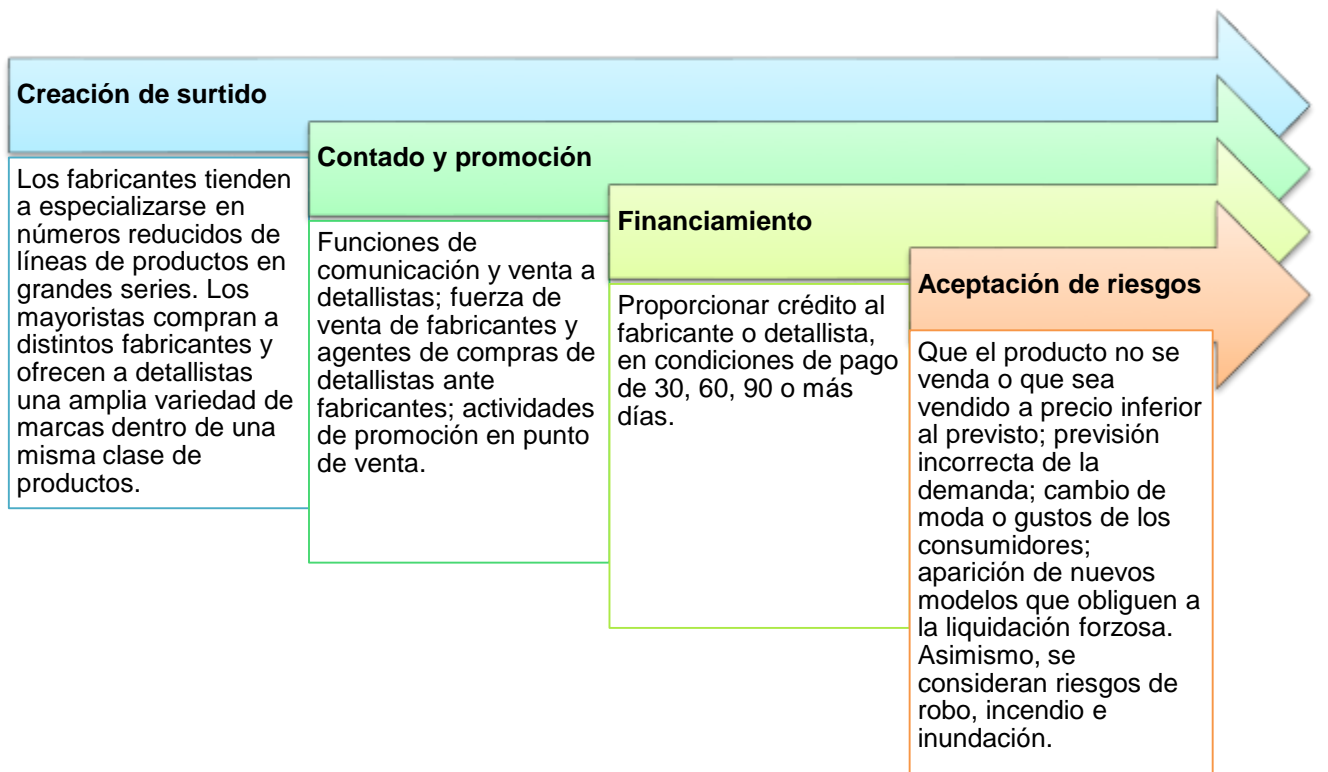 Creación de surtido
Los fabricantes tienden
a especializarse en
números reducidos de
líneas de productos en
grandes series. Los
mayoristas compran a
distintos fabricantes y
ofrecen a detallistas
una amplia variedad de
marcas dentro de una
misma clase de
productos.
Contado y promoción
Funciones de
comunicación y venta a
detallistas; fuerza de
venta de fabricantes y
agentes de compras de
detallistas ante
fabricantes; actividades
de promoción en punto
de venta.
Financiamiento
Proporcionar crédito al
fabricante o detallista,
en condiciones de pago
de 30, 60, 90 o más
días.
Aceptación de riesgos
Que el producto no se
venda o que sea
vendido a precio inferior
al previsto; previsión
incorrecta de la
demanda; cambio de
moda o gustos de los
consumidores;
aparición de nuevos
modelos que obliguen a
la liquidación forzosa.
Asimismo, se
consideran riesgos de
robo, incendio e
inundación.